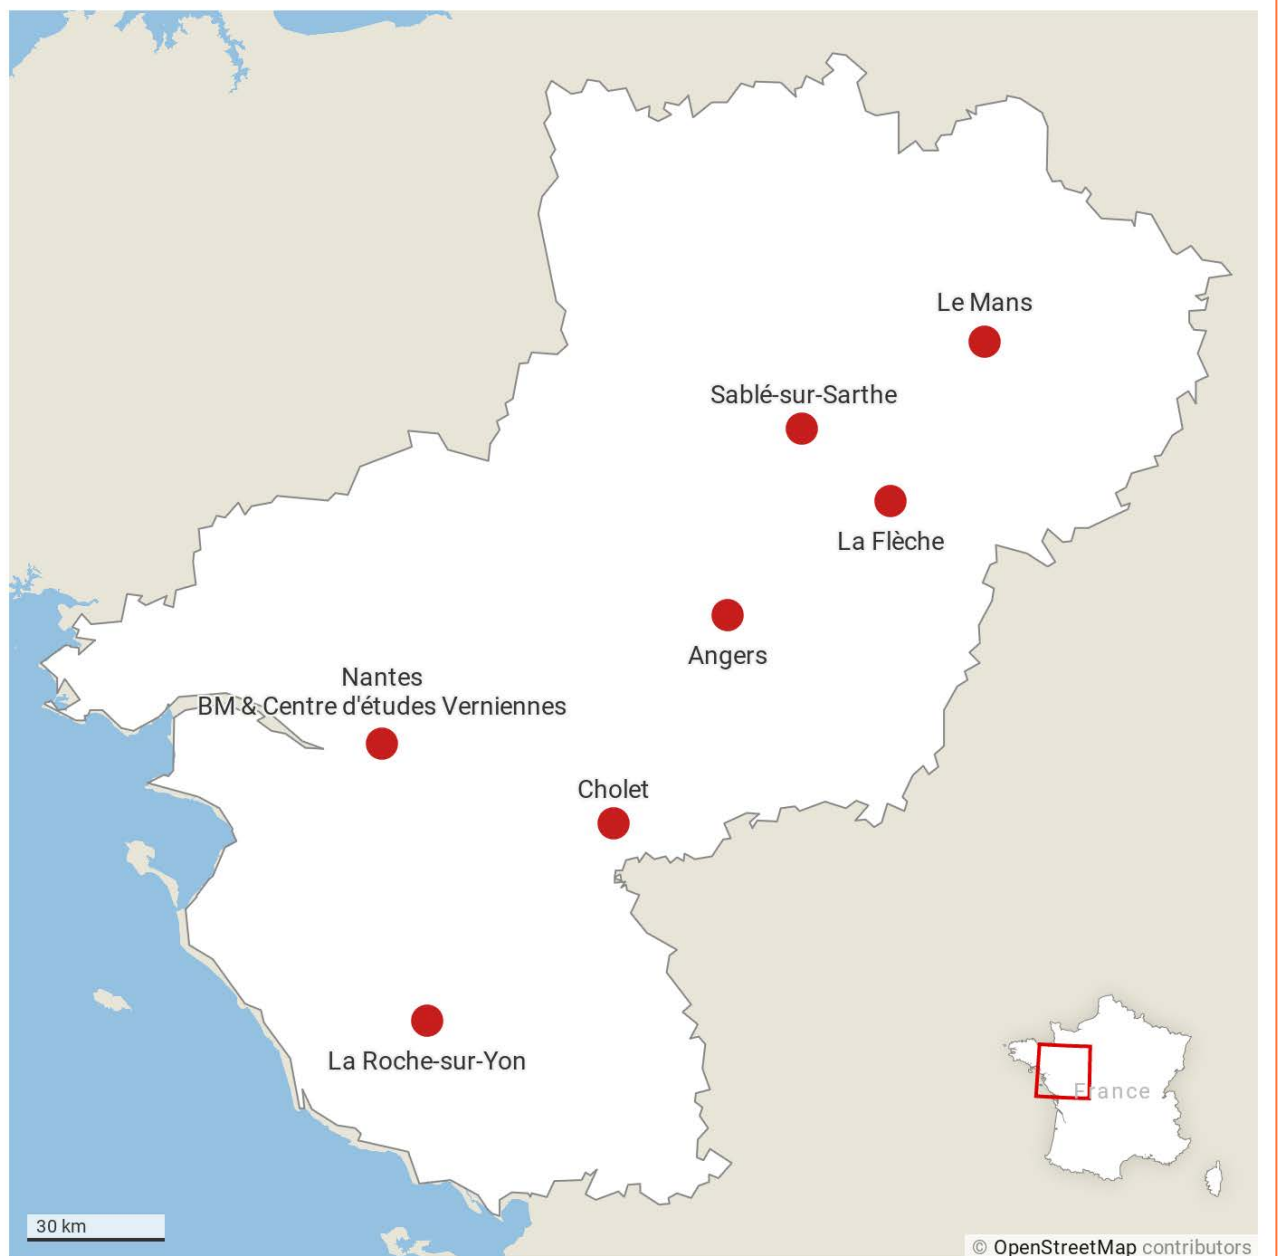 Le Mans
Sablé-sur-Sarthe
La Flèche
Angers
Nantes
BM & Centre d'études Verniennes
Cholet
La Roche-sur-Yon
France
30 km
© OpenStreetMap contributors